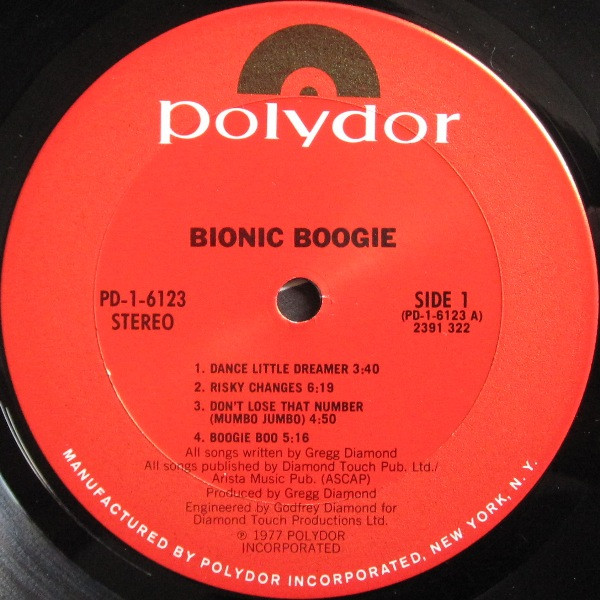 polydor
BIONIC BOOGIE
PD-1-6123
STEREO
SIDE 1
(PD-1-6123 A)
2391 322
1. DANCE LITTLE DREAMER 3:40
2. RISKY CHANGES 6:19
3. DON'T LOSE THAT NUMBER
(MUMBO JUMBO) 4:50
4. BOOGIE BOO 5:16
All songs written by Gregg Diamond
All songs published by Diamond Touch Pub. Ltd./
Arista Music Pub. (ASCAP)
Produced by Gregg Diamond
Engineered by Godfrey Diamond for
Diamond Touch Productions Ltd.
℗ 1977 POLYDOR
INCORPORATED
MANUFACTURED BY POLYDOR INCORPORATED, NEW YORK, N. Y.